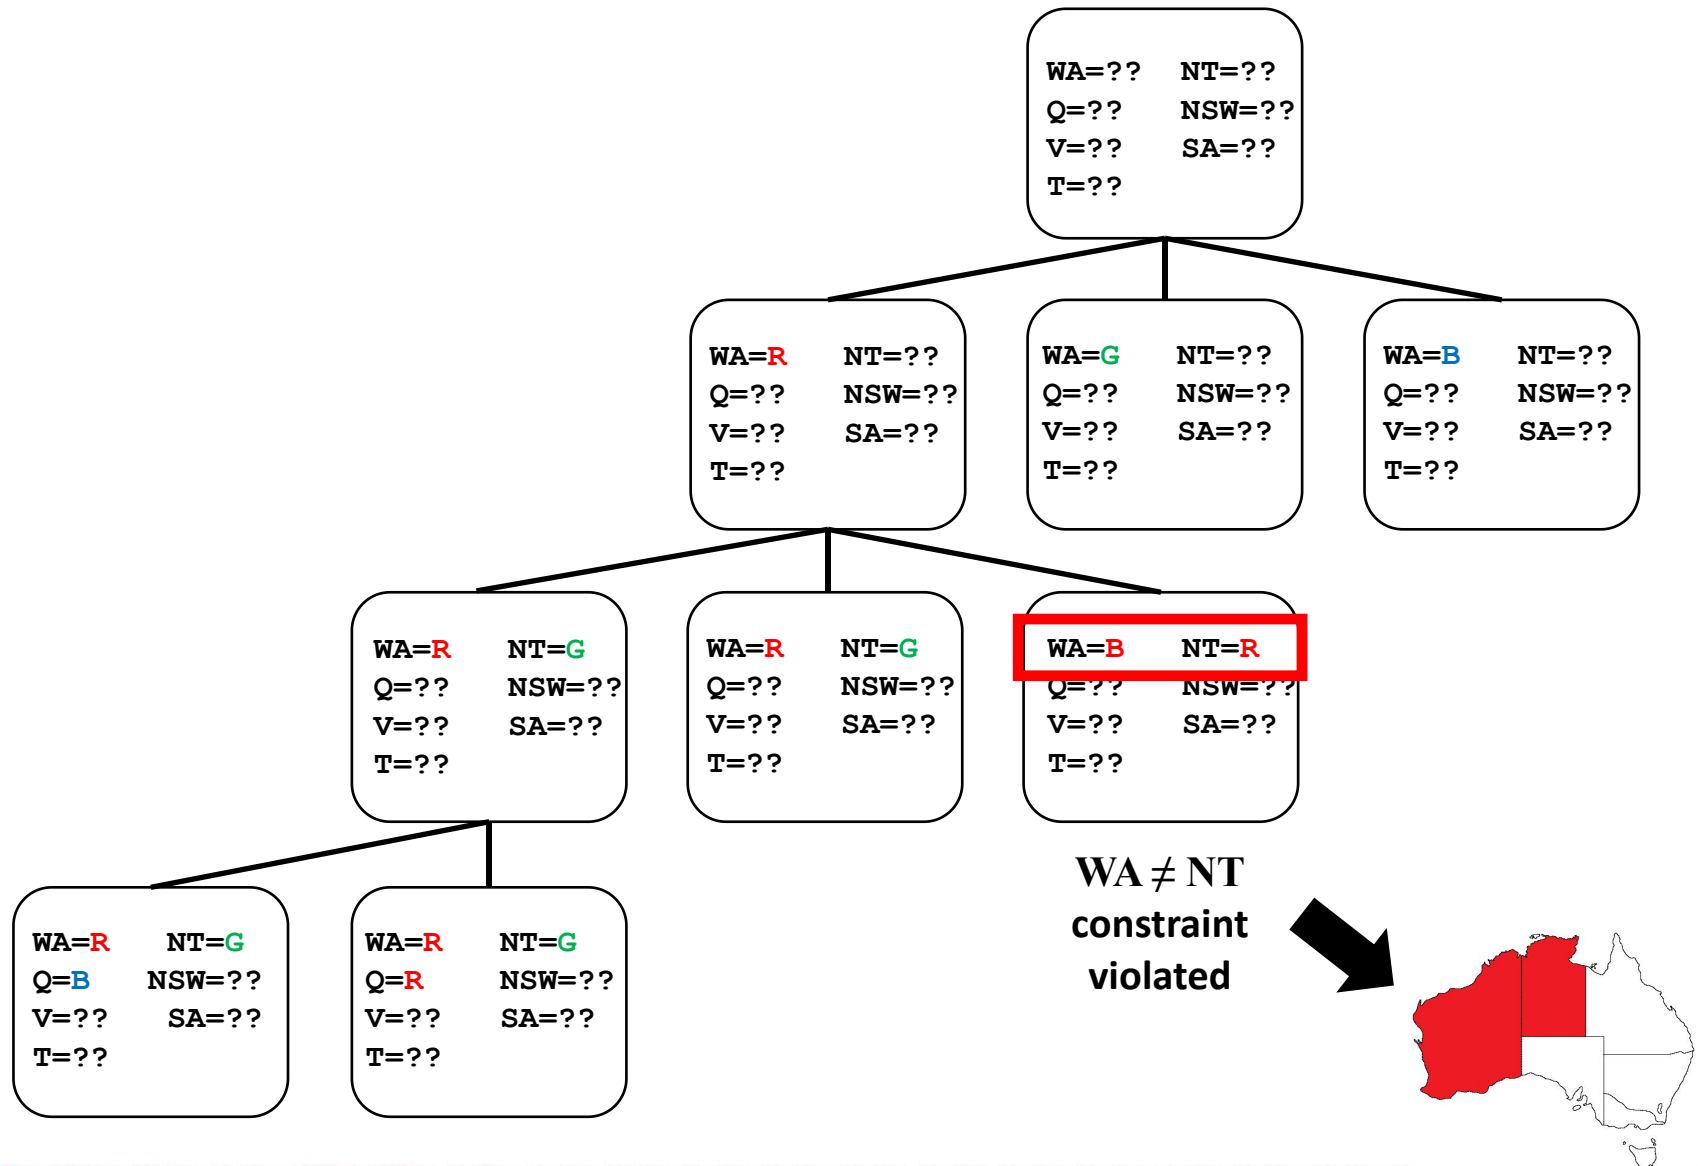 WA=?? NT=??
Q=?? NSW=??
V=?? SA=??
T=??
WA=R NT=??
Q=?? NSW=??
V=?? SA=??
T=??
WA=G NT=??
Q=?? NSW=??
V=?? SA=??
T=??
WA=B NT=??
Q=?? NSW=??
V=?? SA=??
T=??
WA=R NT=G
Q=?? NSW=??
V=?? SA=??
T=??
WA=R NT=G
Q=?? NSW=??
V=?? SA=??
T=??
WA=B NT=R
Q=?? NSW=??
V=?? SA=??
T=??
WA ≠ NT
constraint
violated
WA=R NT=G
Q=B NSW=??
V=?? SA=??
T=??
WA=R NT=G
Q=R NSW=??
V=?? SA=??
T=??